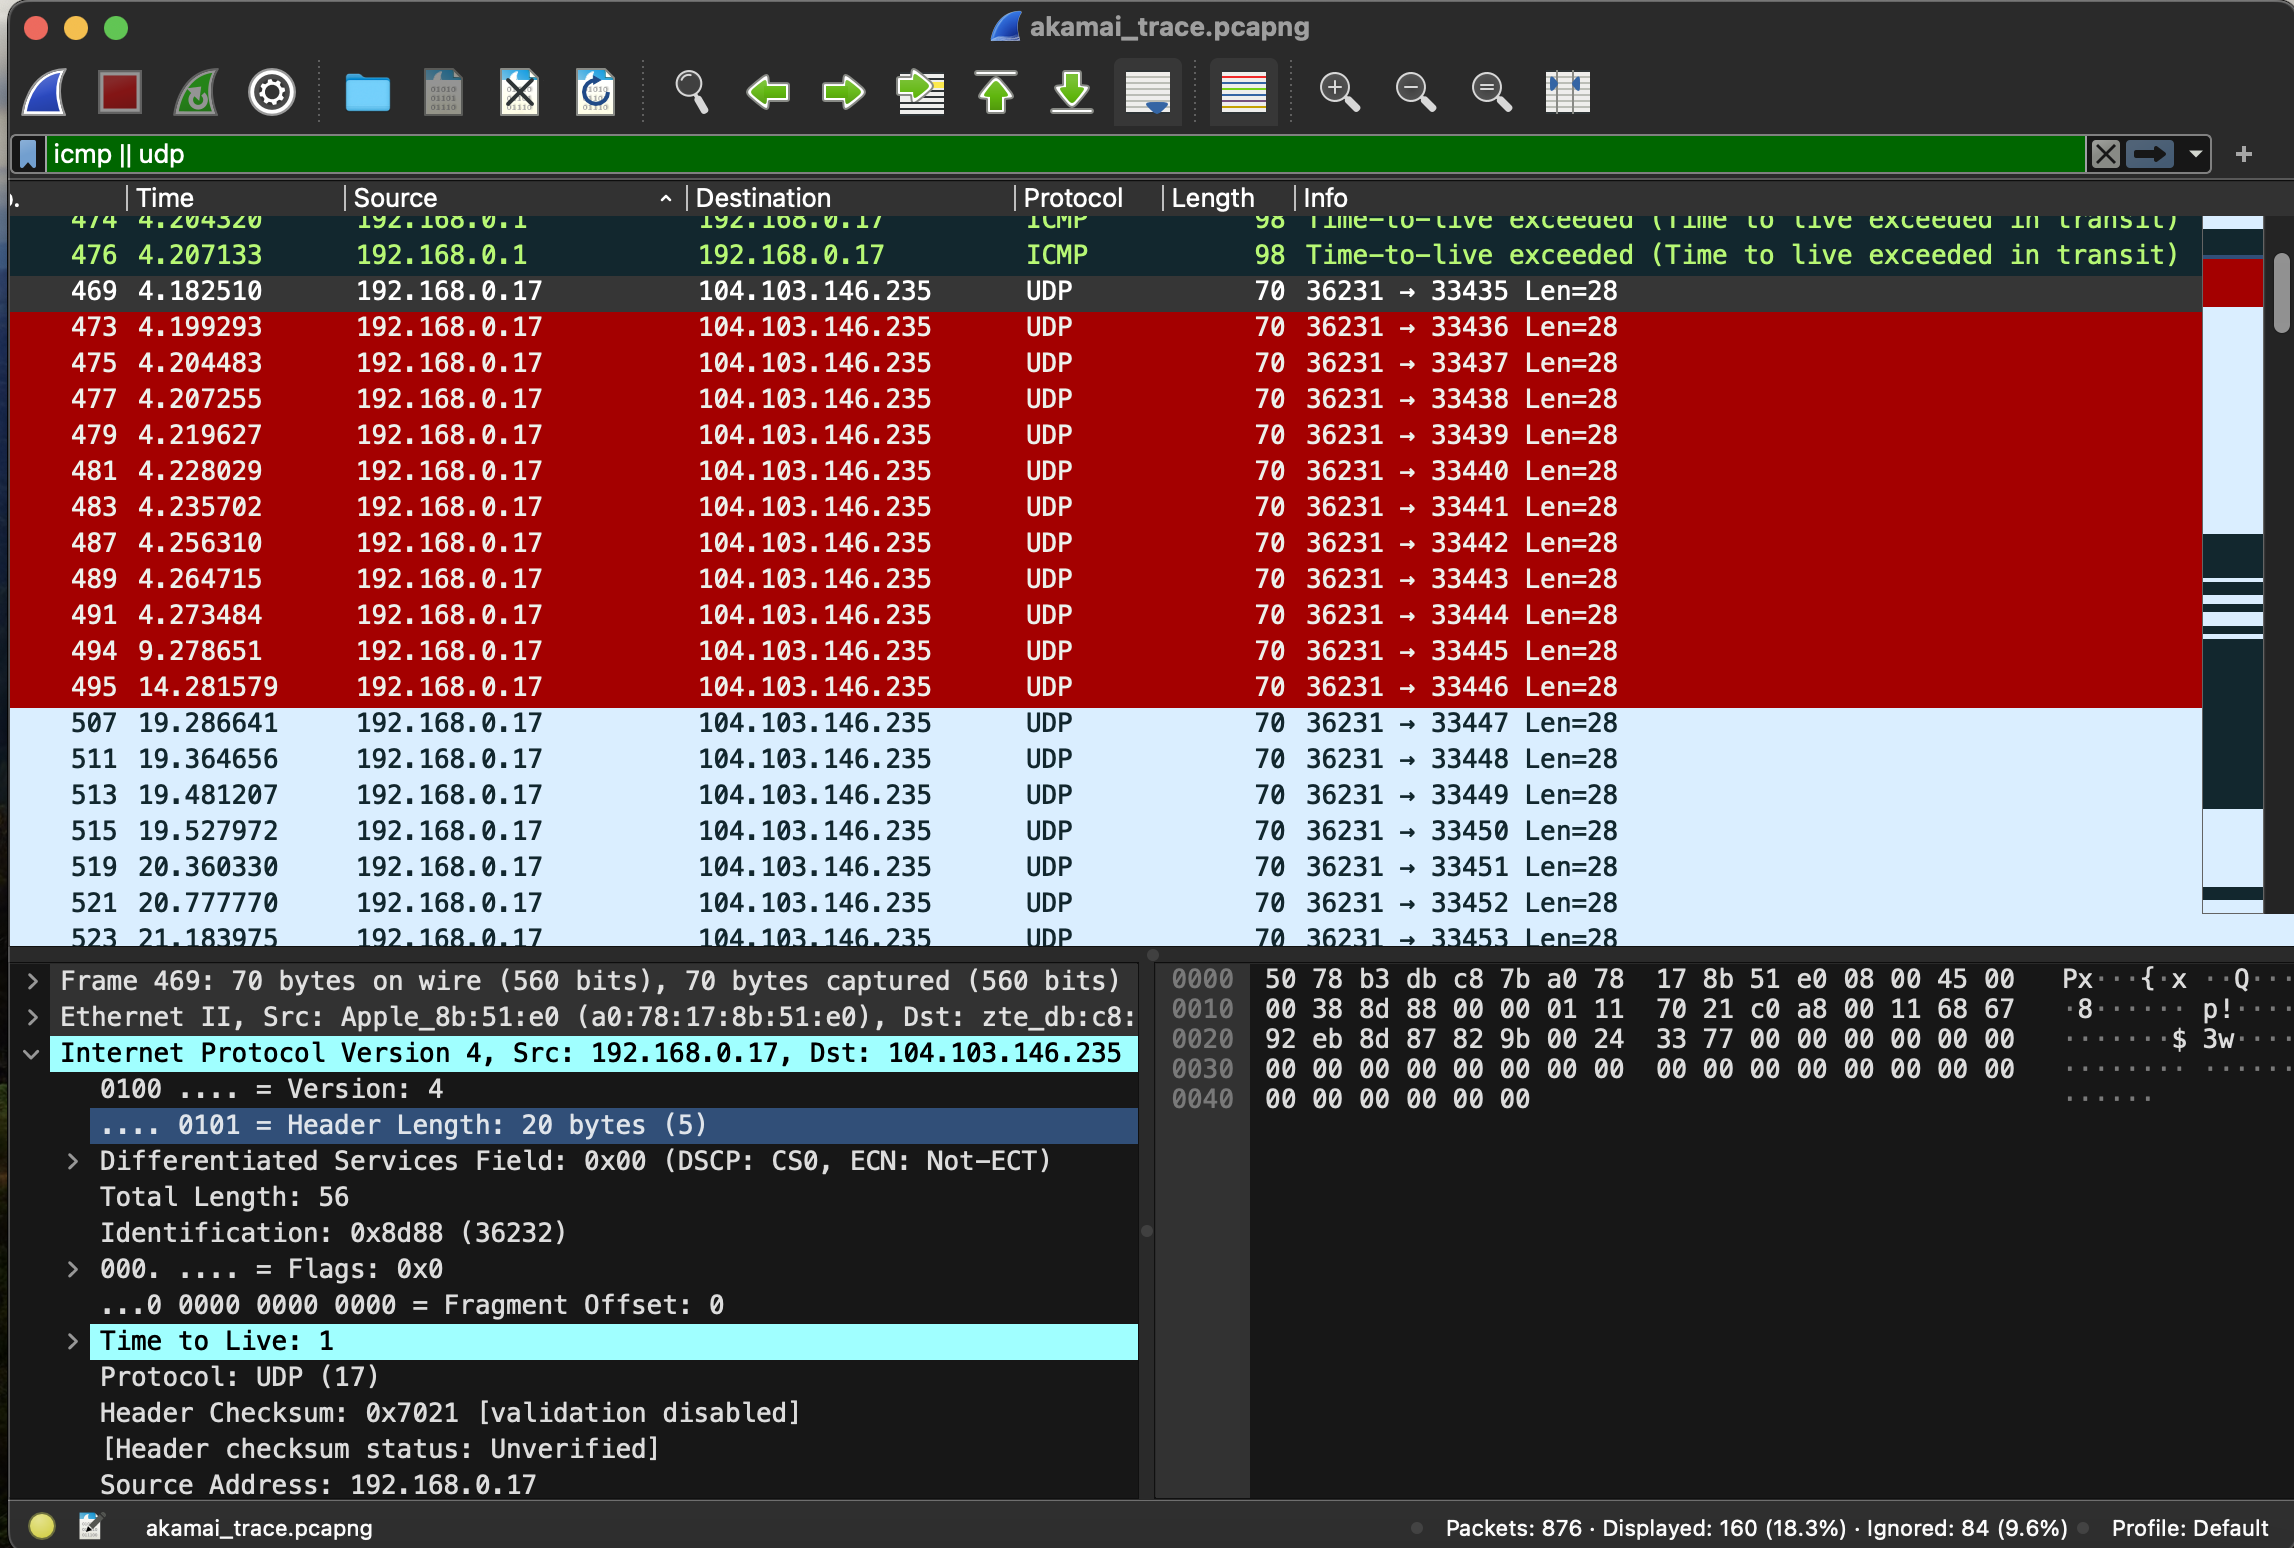 akamai_trace.pcapng
icmp || udp
Time Source Destination Protocol Length Info
474 4.204320 192.168.0.1 192.168.0.17 ICMP 98 Time-to-live exceeded (Time to live exceeded in transit)
476 4.207133 192.168.0.1 192.168.0.17 ICMP 98 Time-to-live exceeded (Time to live exceeded in transit)
469 4.182510 192.168.0.17 104.103.146.235 UDP 70 36231 → 33435 Len=28
473 4.199293 192.168.0.17 104.103.146.235 UDP 70 36231 → 33436 Len=28
475 4.204483 192.168.0.17 104.103.146.235 UDP 70 36231 → 33437 Len=28
477 4.207255 192.168.0.17 104.103.146.235 UDP 70 36231 → 33438 Len=28
479 4.219627 192.168.0.17 104.103.146.235 UDP 70 36231 → 33439 Len=28
481 4.228029 192.168.0.17 104.103.146.235 UDP 70 36231 → 33440 Len=28
483 4.235702 192.168.0.17 104.103.146.235 UDP 70 36231 → 33441 Len=28
487 4.256310 192.168.0.17 104.103.146.235 UDP 70 36231 → 33442 Len=28
489 4.264715 192.168.0.17 104.103.146.235 UDP 70 36231 → 33443 Len=28
491 4.273484 192.168.0.17 104.103.146.235 UDP 70 36231 → 33444 Len=28
494 9.278651 192.168.0.17 104.103.146.235 UDP 70 36231 → 33445 Len=28
495 14.281579 192.168.0.17 104.103.146.235 UDP 70 36231 → 33446 Len=28
507 19.286641 192.168.0.17 104.103.146.235 UDP 70 36231 → 33447 Len=28
511 19.364656 192.168.0.17 104.103.146.235 UDP 70 36231 → 33448 Len=28
513 19.481207 192.168.0.17 104.103.146.235 UDP 70 36231 → 33449 Len=28
515 19.527972 192.168.0.17 104.103.146.235 UDP 70 36231 → 33450 Len=28
519 20.360330 192.168.0.17 104.103.146.235 UDP 70 36231 → 33451 Len=28
521 20.777770 192.168.0.17 104.103.146.235 UDP 70 36231 → 33452 Len=28
523 21.183975 192.168.0.17 104.103.146.235 UDP 70 36231 → 33453 Len=28
Frame 469: 70 bytes on wire (560 bits), 70 bytes captured (560 bits)
Ethernet II, Src: Apple_8b:51:e0 (a0:78:17:8b:51:e0), Dst: zte_db:c8:
Internet Protocol Version 4, Src: 192.168.0.17, Dst: 104.103.146.235
0100 .... = Version: 4
.... 0101 = Header Length: 20 bytes (5)
Differentiated Services Field: 0x00 (DSCP: CS0, ECN: Not-ECT)
Total Length: 56
Identification: 0x8d88 (36232)
000. .... = Flags: 0x0
...0 0000 0000 0000 = Fragment Offset: 0
Time to Live: 1
Protocol: UDP (17)
Header Checksum: 0x7021 [validation disabled]
[Header checksum status: Unverified]
Source Address: 192.168.0.17
0000 50 78 b3 db c8 7b a0 78 17 8b 51 e0 08 00 45 00 Px···{·x ··Q···
0010 00 38 8d 88 00 00 01 11 70 21 c0 a8 00 11 68 67 ·8······ p!····
0020 92 eb 8d 87 82 9b 00 24 33 77 00 00 00 00 00 00 ·······$ 3w····
0030 00 00 00 00 00 00 00 00 00 00 00 00 00 00 00 00 ········ ······
0040 00 00 00 00 00 00 ······
akamai_trace.pcapng
Packets: 876 · Displayed: 160 (18.3%) · Ignored: 84 (9.6%)
Profile: Default